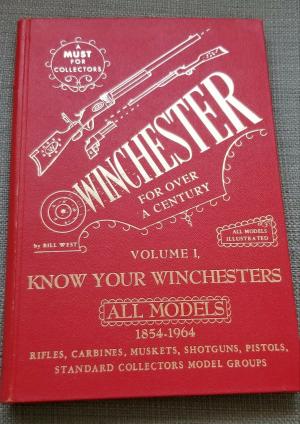 A
MUST
FOR
COLLECTORS
WINCHESTER
FOR OVER
A CENTURY
by BILL WEST
ALL MODELS
ILLUSTRATED
VOLUME I,
KNOW YOUR WINCHESTERS
ALL MODELS
1854-1964
RIFLES, CARBINES, MUSKETS, SHOTGUNS, PISTOLS,
STANDARD COLLECTORS MODEL GROUPS